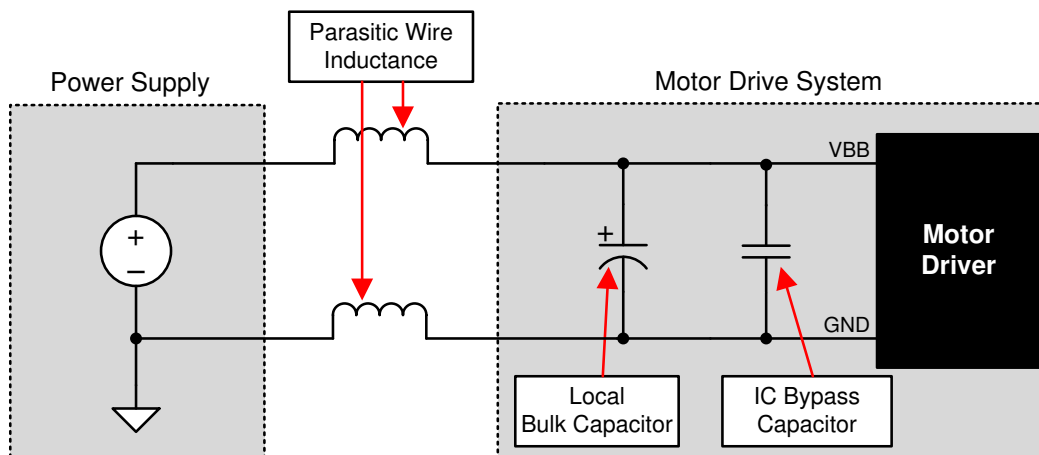 Parasitic Wire
Inductance
Power Supply
Motor Drive System
VBB
+
–
+
Motor
Driver
GND
Local
Bulk Capacitor
IC Bypass
Capacitor